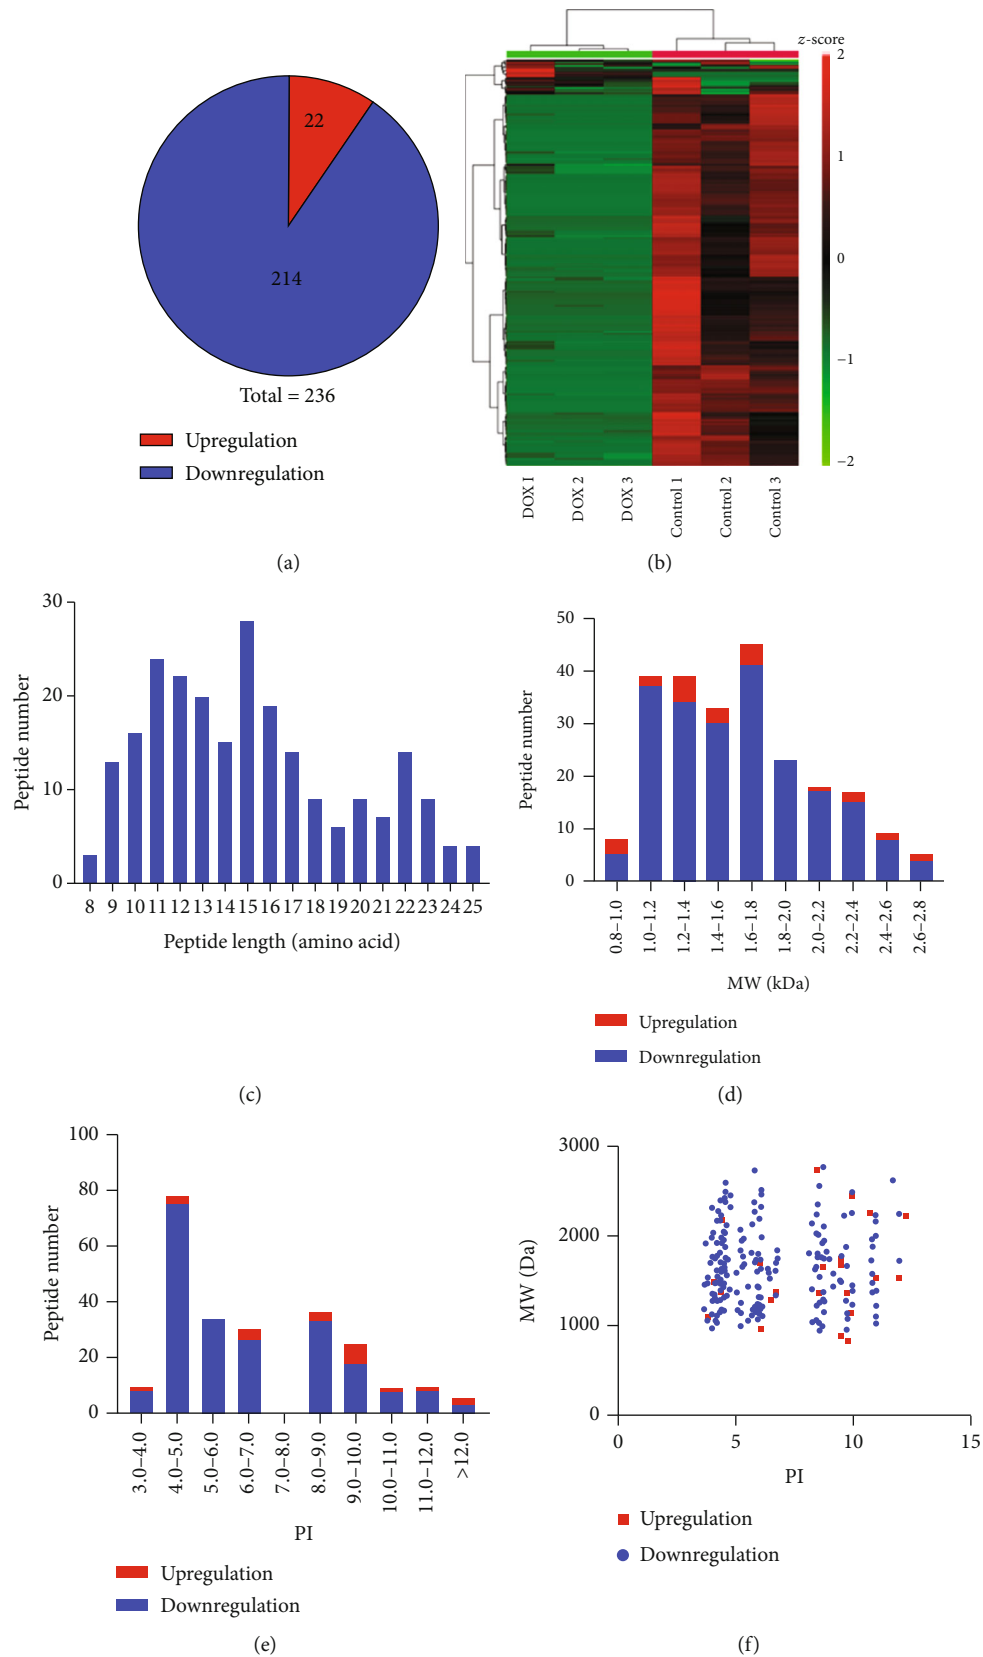 22
214
Total = 236
Upregulation
Downregulation
(a)
z-score
2
1
0
−1
−2
DOX 1
DOX 2
DOX 3
Control 1
Control 2
Control 3
(b)
Peptide number
30
20
10
0
8 9 10 11 12 13 14 15 16 17 18 19 20 21 22 23 24 25
Peptide length (amino acid)
(c)
Peptide number
50
40
30
20
10
0
0.8–1.0
1.0–1.2
1.2–1.4
1.4–1.6
1.6–1.8
1.8–2.0
2.0–2.2
2.2–2.4
2.4–2.6
2.6–2.8
MW (kDa)
Upregulation
Downregulation
(d)
Peptide number
100
80
60
40
20
0
3.0–4.0
4.0–5.0
5.0–6.0
6.0–7.0
7.0–8.0
8.0–9.0
9.0–10.0
10.0–11.0
11.0–12.0
>12.0
PI
Upregulation
Downregulation
(e)
MW (Da)
3000
2000
1000
0
0 5 10 15
PI
Upregulation
Downregulation
(f)